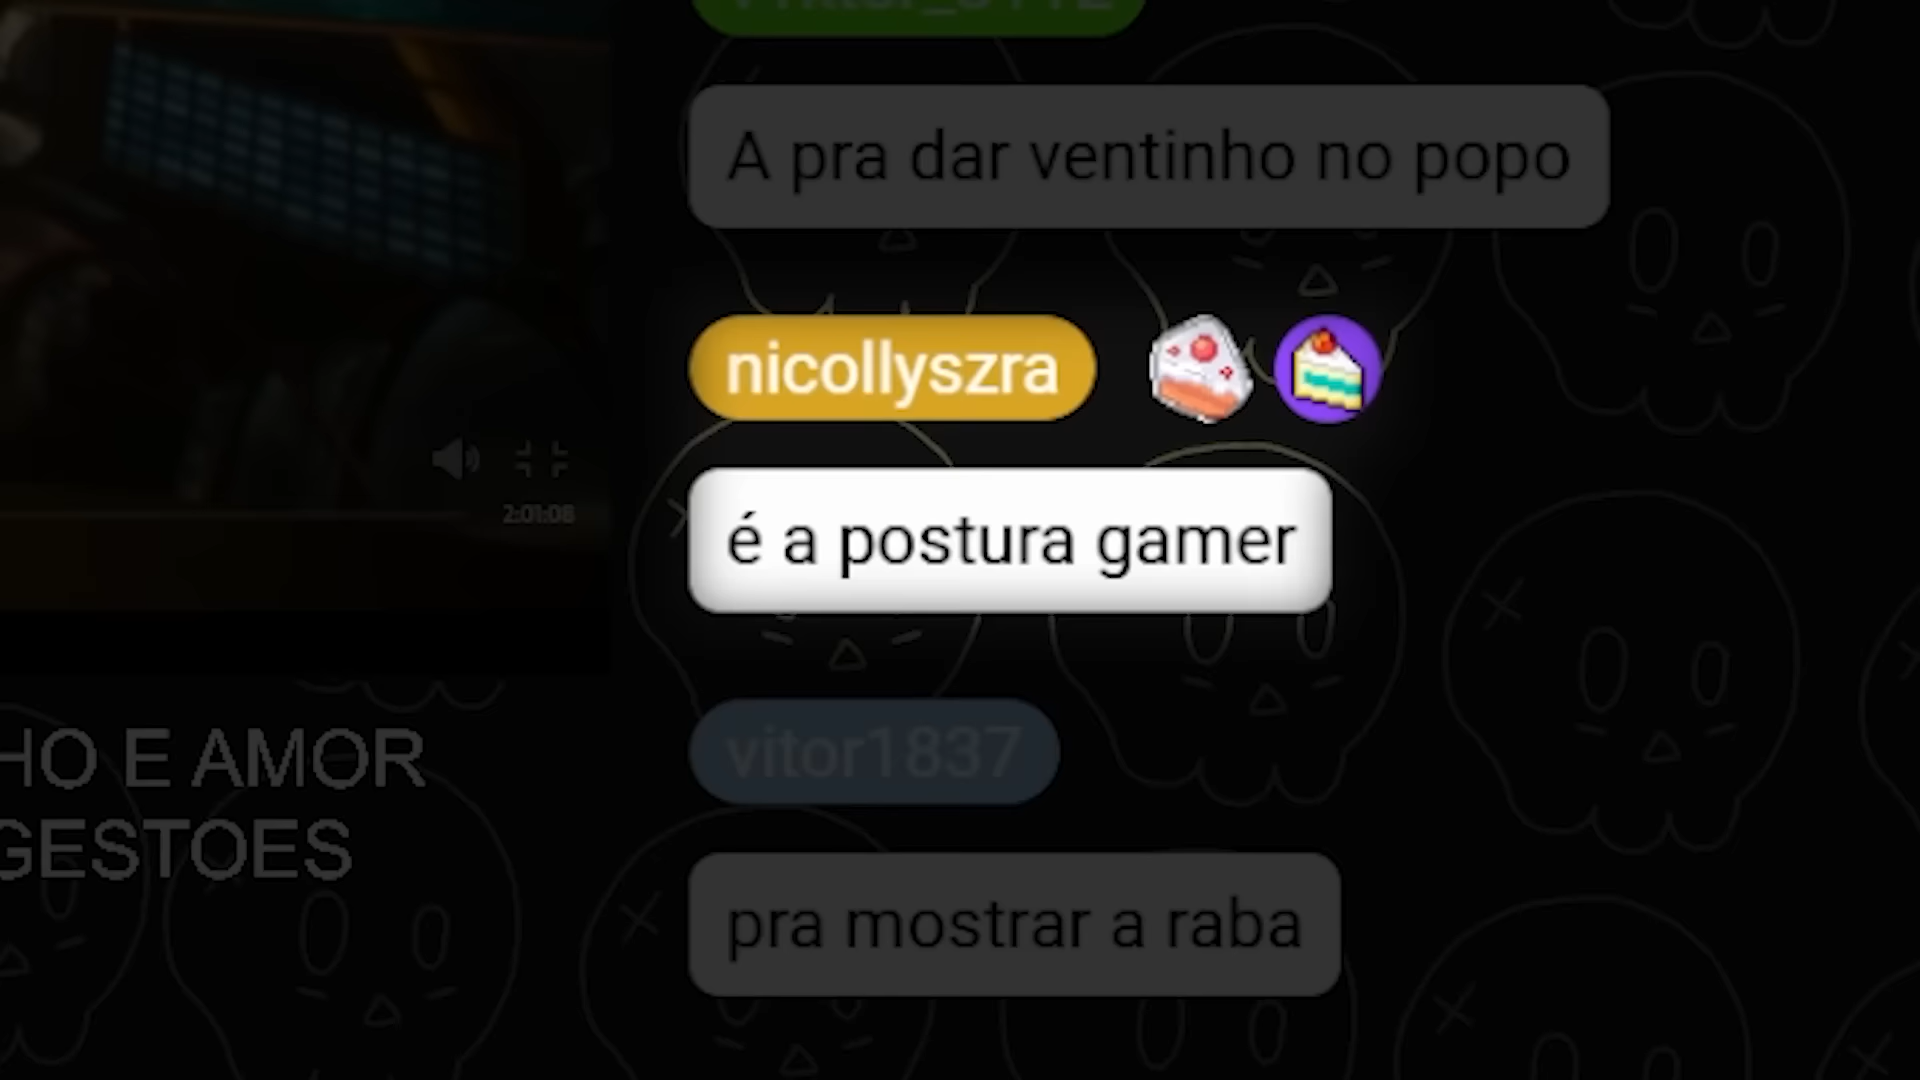 A pra dar ventinho no popo
nicollyszra
é a postura gamer
2:01:08
vitor1837
HO E AMOR
GESTOES
pra mostrar a raba